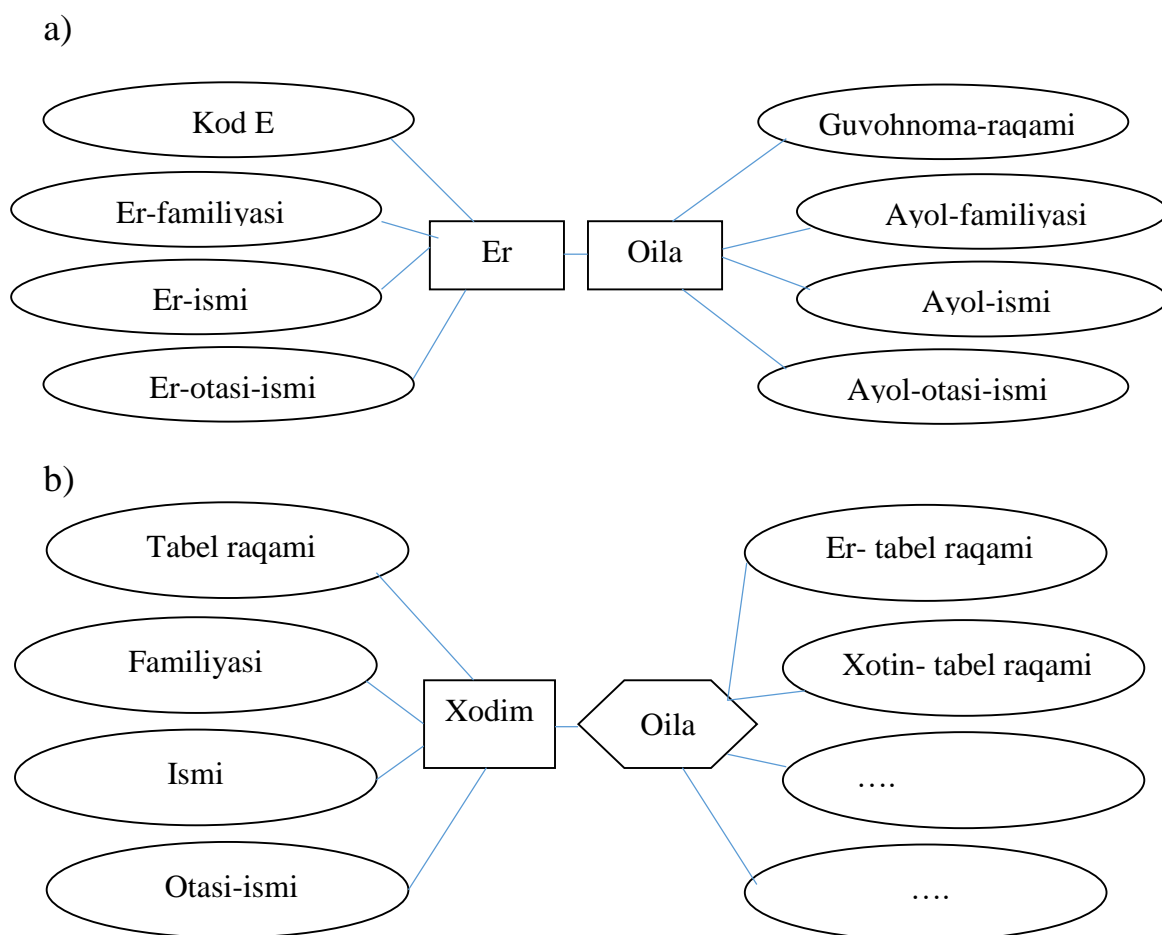 a)
Kod E
Guvohnoma-raqami
Er-familiyasi
Ayol-familiyasi
Er
Oila
Er-ismi
Ayol-ismi
Er-otasi-ismi
Ayol-otasi-ismi
b)
Tabel raqami
Er- tabel raqami
Familiyasi
Xotin- tabel raqami
Xodim
Oila
Ismi
….
Otasi-ismi
….